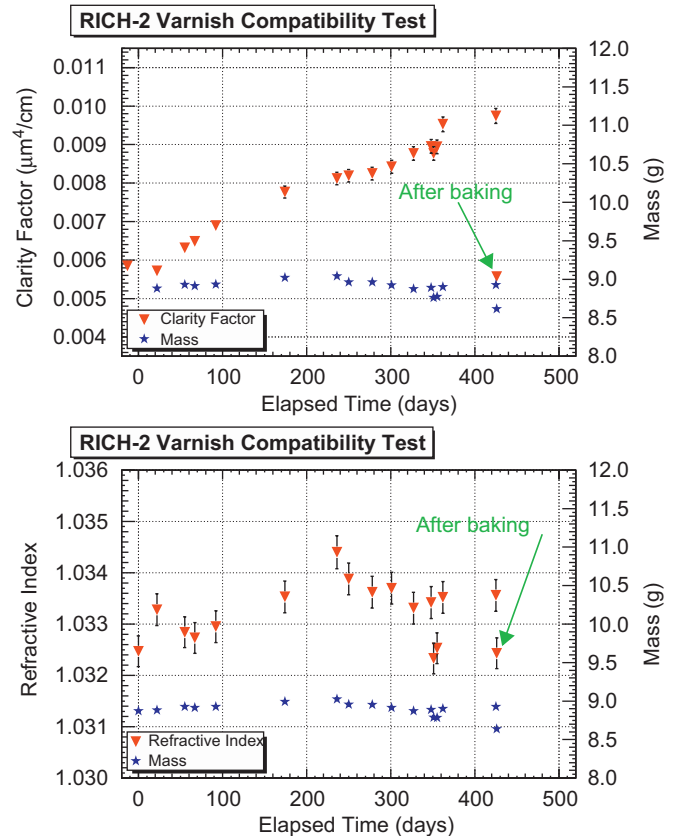 RICH-2 Varnish Compatibility Test
0.011
0.010
0.009
0.008
0.007
0.006
0.005
0.004
Clarity Factor (μm⁴/cm)
12.0
11.5
11.0
10.5
10.0
9.5
9.0
8.5
8.0
Mass (g)
After baking
Clarity Factor
Mass
0 100 200 300 400 500
Elapsed Time (days)
RICH-2 Varnish Compatibility Test
1.036
1.035
1.034
1.033
1.032
1.031
1.030
Refractive Index
12.0
11.5
11.0
10.5
10.0
9.5
9.0
8.5
8.0
Mass (g)
After baking
Refractive Index
Mass
0 100 200 300 400 500
Elapsed Time (days)